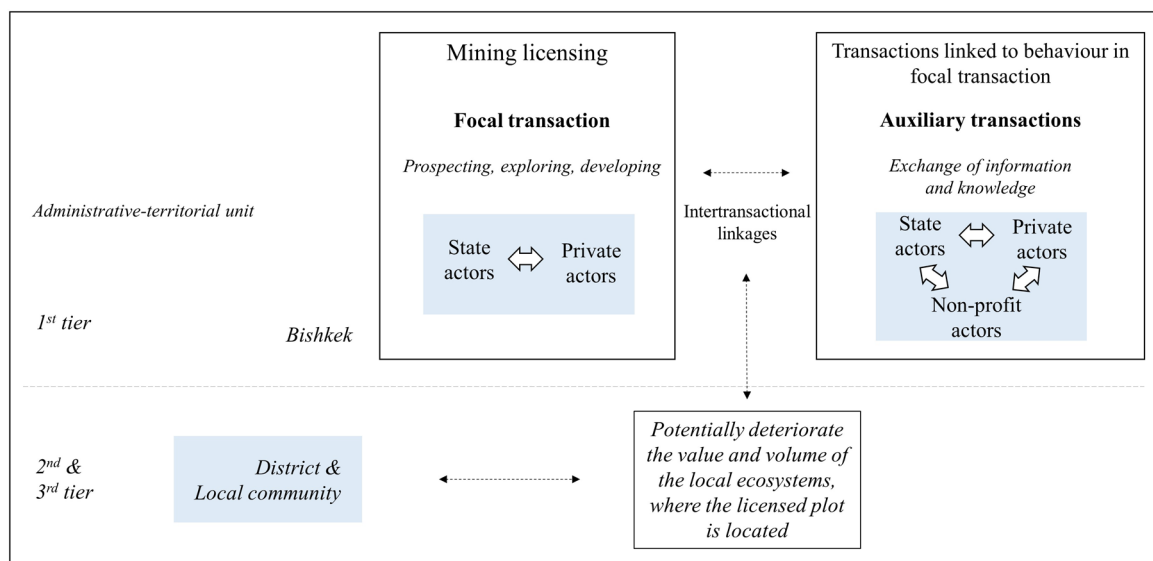 Mining licensing
Focal transaction
Prospecting, exploring, developing
State
actors
Private
actors
Intertransactional
linkages
Transactions linked to behaviour in
focal transaction
Auxiliary transactions
Exchange of information
and knowledge
State
actors
Private
actors
Non-profit
actors
Administrative-territorial unit
1st tier
Bishkek
2nd &
3rd tier
District &
Local community
Potentially deteriorate
the value and volume of
the local ecosystems,
where the licensed plot
is located